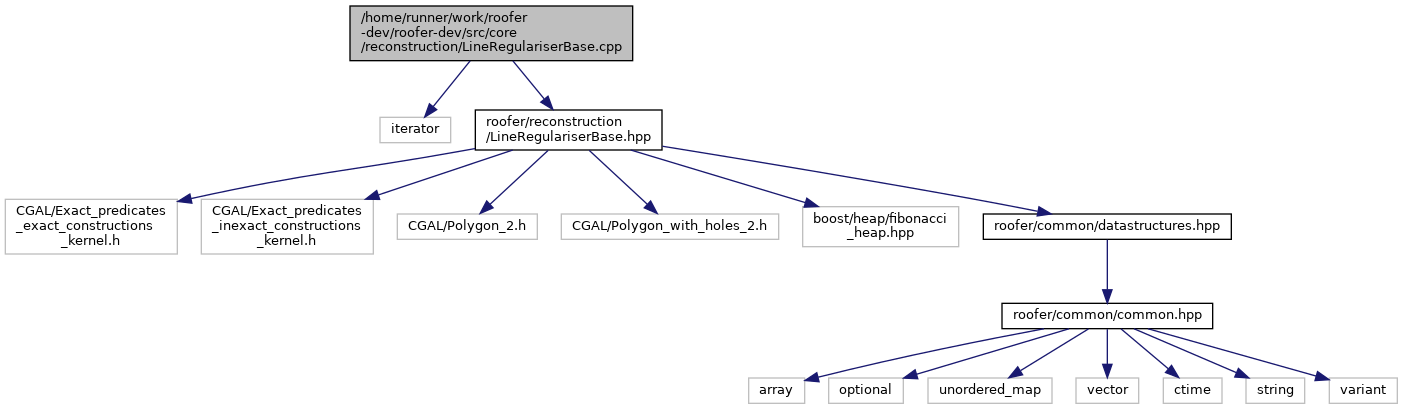 /home/runner/work/roofer
-dev/roofer-dev/src/core
/reconstruction/LineRegulariserBase.cpp
iterator
roofer/reconstruction
/LineRegulariserBase.hpp
CGAL/Exact_predicates
_exact_constructions
_kernel.h
CGAL/Exact_predicates
_inexact_constructions
_kernel.h
CGAL/Polygon_2.h
CGAL/Polygon_with_holes_2.h
boost/heap/fibonacci
_heap.hpp
roofer/common/datastructures.hpp
roofer/common/common.hpp
array
optional
unordered_map
vector
ctime
string
variant